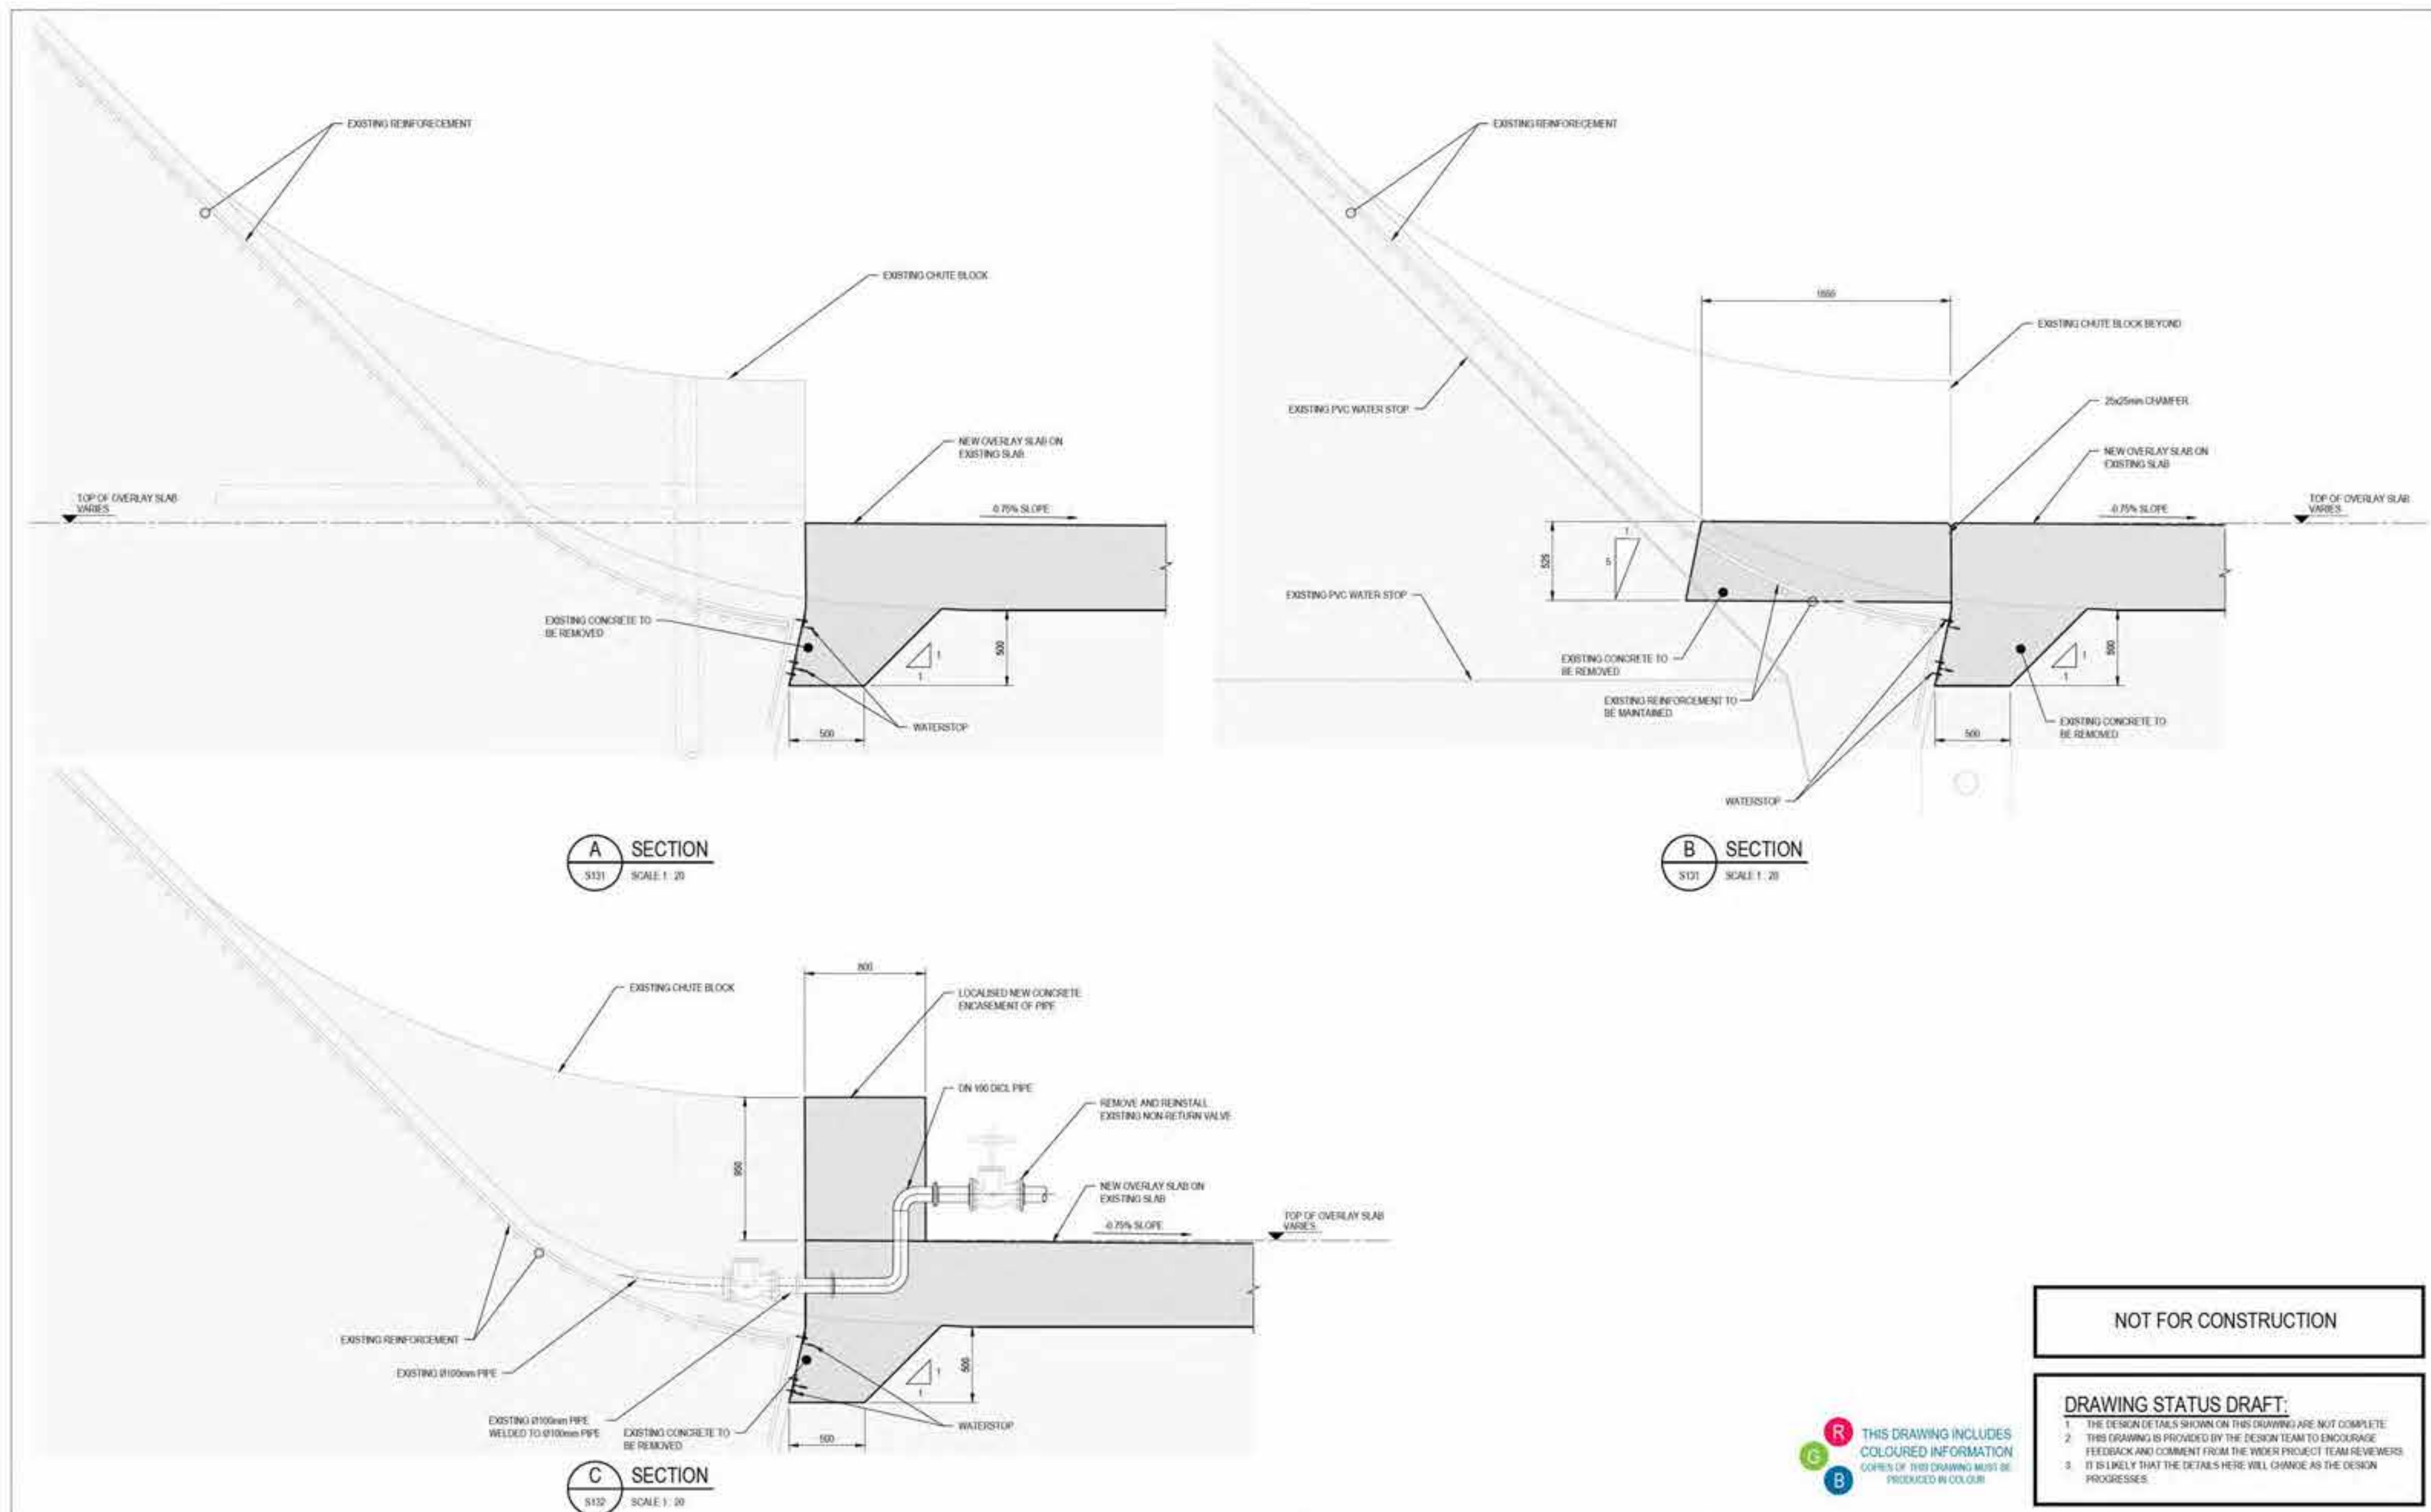 EXISTING REINFORECEMENT
EXISTING CHUTE BLOCK
NEW OVERLAY SLAB ON
EXISTING SLAB
TOP OF OVERLAY SLAB
VARIES
-0.75% SLOPE
EXISTING CONCRETE TO
BE REMOVED
500
1
1
WATERSTOP
500
A SECTION
S131 SCALE 1 : 20
EXISTING REINFORECEMENT
1550
EXISTING CHUTE BLOCK BEYOND
EXISTING PVC WATER STOP
25x25mm CHAMFER
NEW OVERLAY SLAB ON
EXISTING SLAB
TOP OF OVERLAY SLAB
VARIES
-0.75% SLOPE
525
1
5
EXISTING PVC WATER STOP
EXISTING CONCRETE TO
BE REMOVED
EXISTING REINFORCEMENT TO
BE MAINTAINED
500
1
1
EXISTING CONCRETE TO
BE REMOVED
500
WATERSTOP
B SECTION
S131 SCALE 1 : 20
800
EXISTING CHUTE BLOCK
LOCALISED NEW CONCRETE
ENCASEMENT OF PIPE
DN 100 DICL PIPE
REMOVE AND REINSTALL
EXISTING NON-RETURN VALVE
950
NEW OVERLAY SLAB ON
EXISTING SLAB
TOP OF OVERLAY SLAB
VARIES
-0.75% SLOPE
EXISTING REINFORCEMENT
EXISTING Ø100mm PIPE
500
1
1
EXISTING Ø100mm PIPE
WELDED TO Ø100mm PIPE
EXISTING CONCRETE TO
BE REMOVED
WATERSTOP
500
C SECTION
S132 SCALE 1 : 20
R
G
B
THIS DRAWING INCLUDES
COLOURED INFORMATION
COPIES OF THIS DRAWING MUST BE
PRODUCED IN COLOUR
NOT FOR CONSTRUCTION
DRAWING STATUS DRAFT:
1. THE DESIGN DETAILS SHOWN ON THIS DRAWING ARE NOT COMPLETE
2. THIS DRAWING IS PROVIDED BY THE DESIGN TEAM TO ENCOURAGE
FEEDBACK AND COMMENT FROM THE WIDER PROJECT TEAM REVIEWERS
3. IT IS LIKELY THAT THE DETAILS HERE WILL CHANGE AS THE DESIGN
PROGRESSES.